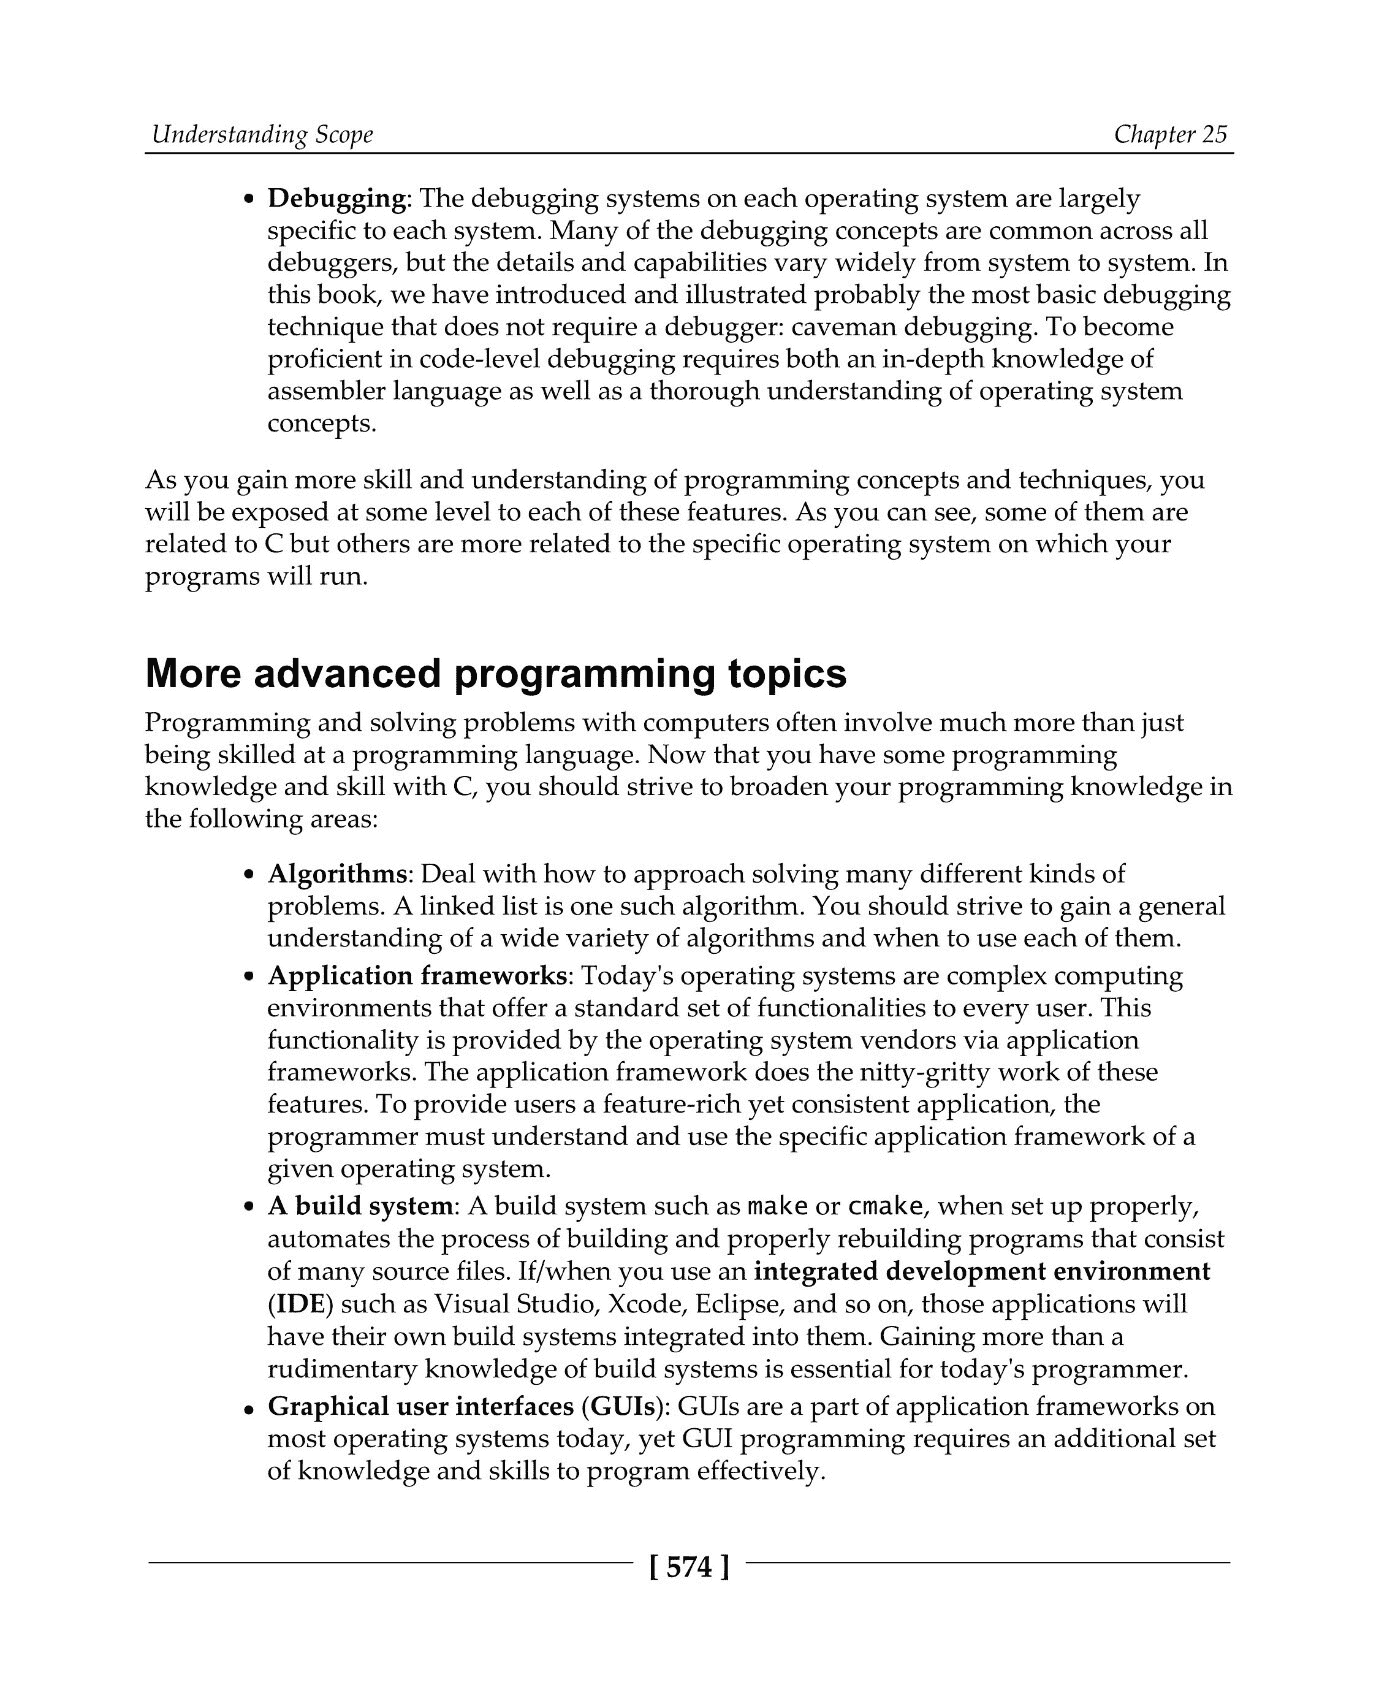 Understanding Scope Chapter 25
• Debugging: The debugging systems on each operating system are largely
specific to each system. Many of the debugging concepts are common across all
debuggers, but the details and capabilities vary widely from system to system. In
this book, we have introduced and illustrated probably the most basic debugging
technique that does not require a debugger: caveman debugging. To become
proficient in code-level debugging requires both an in-depth knowledge of
assembler language as well as a thorough understanding of operating system
concepts.
As you gain more skill and understanding of programming concepts and techniques, you
will be exposed at some level to each of these features. As you can see, some of them are
related to C but others are more related to the specific operating system on which your
programs will run.
More advanced programming topics
Programming and solving problems with computers often involve much more than just
being skilled at a programming language. Now that you have some programming
knowledge and skill with C, you should strive to broaden your programming knowledge in
the following areas:
• Algorithms: Deal with how to approach solving many different kinds of
problems. A linked list is one such algorithm. You should strive to gain a general
understanding of a wide variety of algorithms and when to use each of them.
• Application frameworks: Today's operating systems are complex computing
environments that offer a standard set of functionalities to every user. This
functionality is provided by the operating system vendors via application
frameworks. The application framework does the nitty-gritty work of these
features. To provide users a feature-rich yet consistent application, the
programmer must understand and use the specific application framework of a
given operating system.
• A build system: A build system such as make or cmake, when set up properly,
automates the process of building and properly rebuilding programs that consist
of many source files. If/when you use an integrated development environment
(IDE) such as Visual Studio, Xcode, Eclipse, and so on, those applications will
have their own build systems integrated into them. Gaining more than a
rudimentary knowledge of build systems is essential for today's programmer.
• Graphical user interfaces (GUIs): GUIs are a part of application frameworks on
most operating systems today, yet GUI programming requires an additional set
of knowledge and skills to program effectively.
[ 574 ]